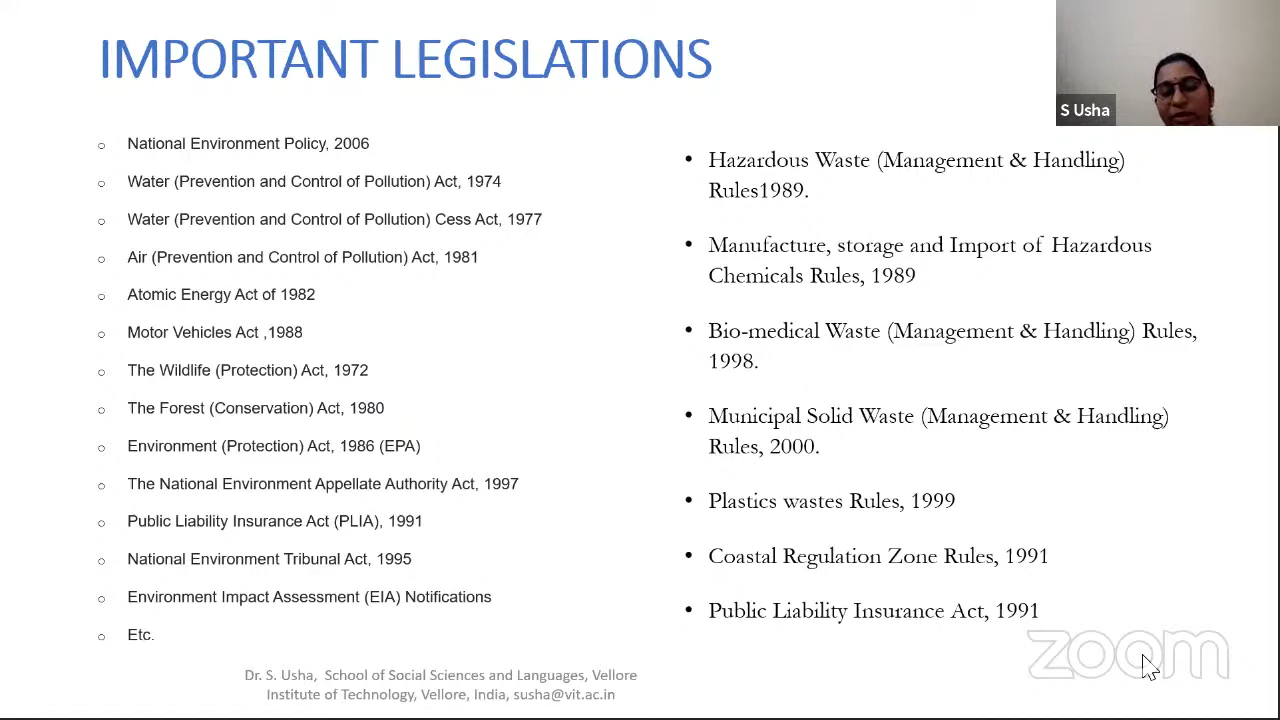 IMPORTANT LEGISLATIONS
S Usha
National Environment Policy, 2006
Water (Prevention and Control of Pollution) Act, 1974
Water (Prevention and Control of Pollution) Cess Act, 1977
Air (Prevention and Control of Pollution) Act, 1981
Atomic Energy Act of 1982
Motor Vehicles Act ,1988
The Wildlife (Protection) Act, 1972
The Forest (Conservation) Act, 1980
Environment (Protection) Act, 1986 (EPA)
The National Environment Appellate Authority Act, 1997
Public Liability Insurance Act (PLIA), 1991
National Environment Tribunal Act, 1995
Environment Impact Assessment (EIA) Notifications
Etc.
Hazardous Waste (Management & Handling)
Rules1989.
Manufacture, storage and Import of Hazardous
Chemicals Rules, 1989
Bio-medical Waste (Management & Handling) Rules,
1998.
Municipal Solid Waste (Management & Handling)
Rules, 2000.
Plastics wastes Rules, 1999
Coastal Regulation Zone Rules, 1991
Public Liability Insurance Act, 1991
zoom
Dr. S. Usha, School of Social Sciences and Languages, Vellore
Institute of Technology, Vellore, India, susha@vit.ac.in